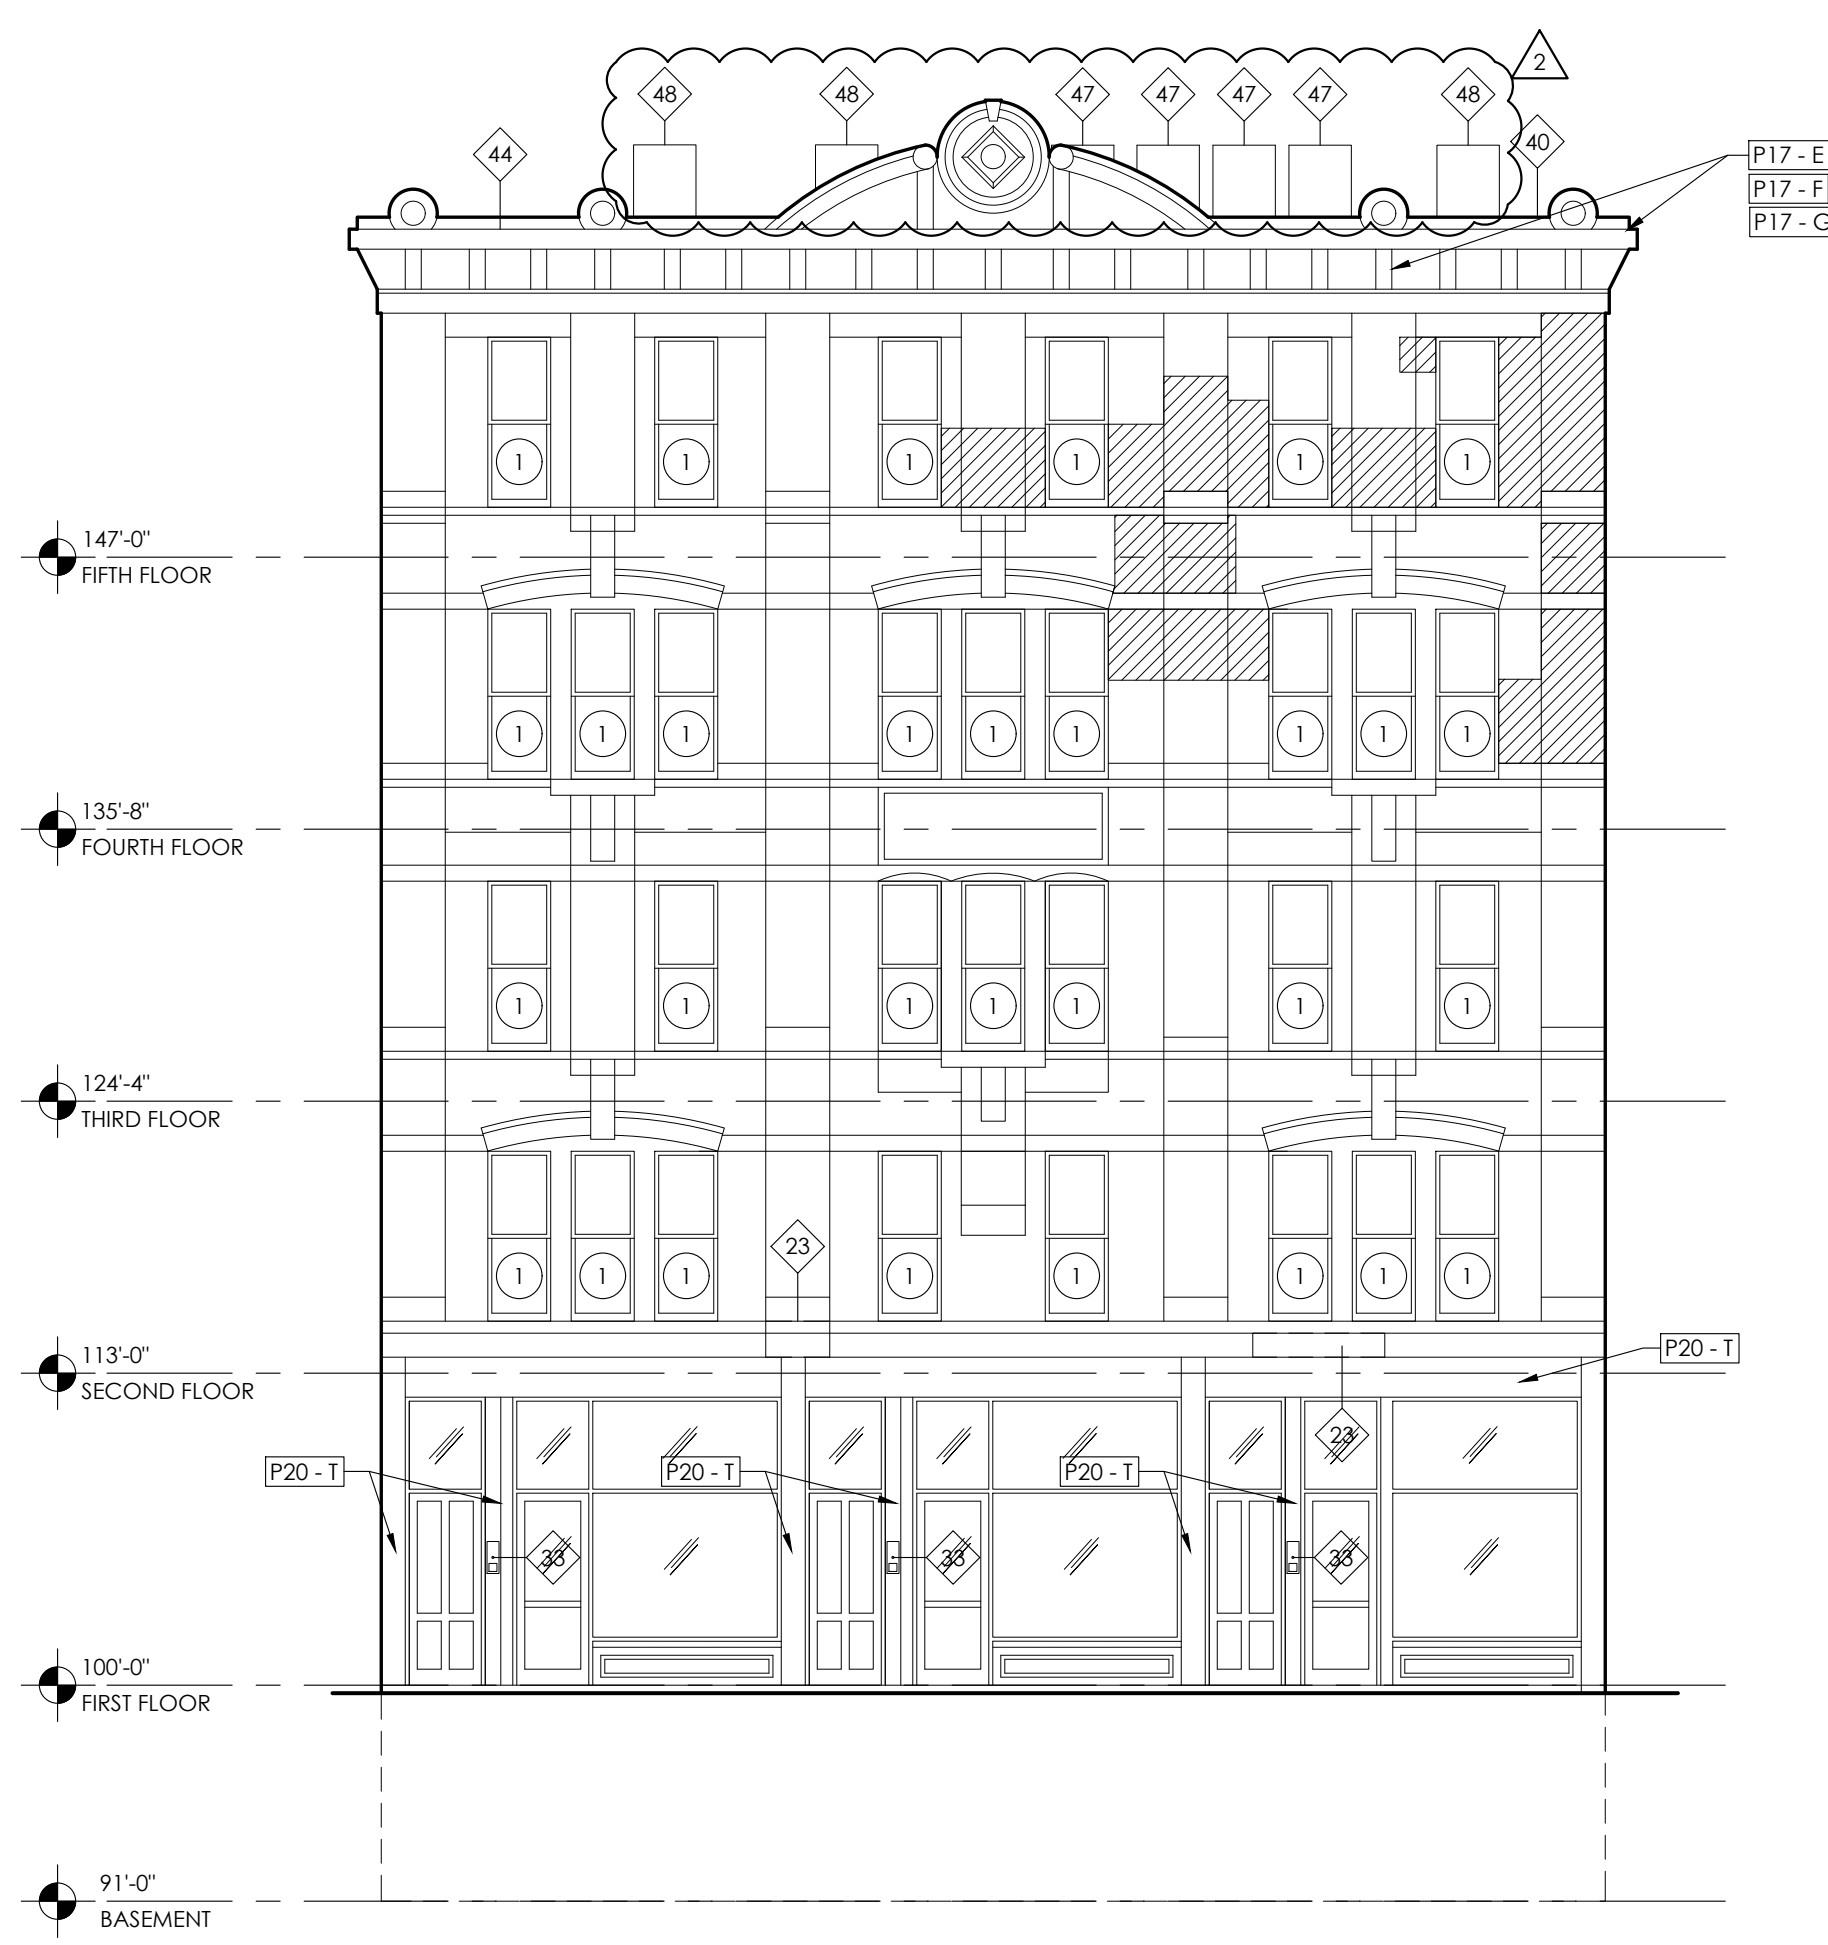 2
48 48 47 47 47 47 48
44 40
P17 - E
P17 - F
P17 - G
1 1 1 1 1 1
147'-0"
FIFTH FLOOR
1 1 1 1 1 1 1 1 1
135'-8"
FOURTH FLOOR
1 1 1 1 1 1 1
124'-4"
THIRD FLOOR
23
1 1 1 1 1 1 1 1
113'-0"
SECOND FLOOR
P20 - T
23
P20 - T P20 - T P20 - T
33 33 33
100'-0"
FIRST FLOOR
91'-0"
BASEMENT